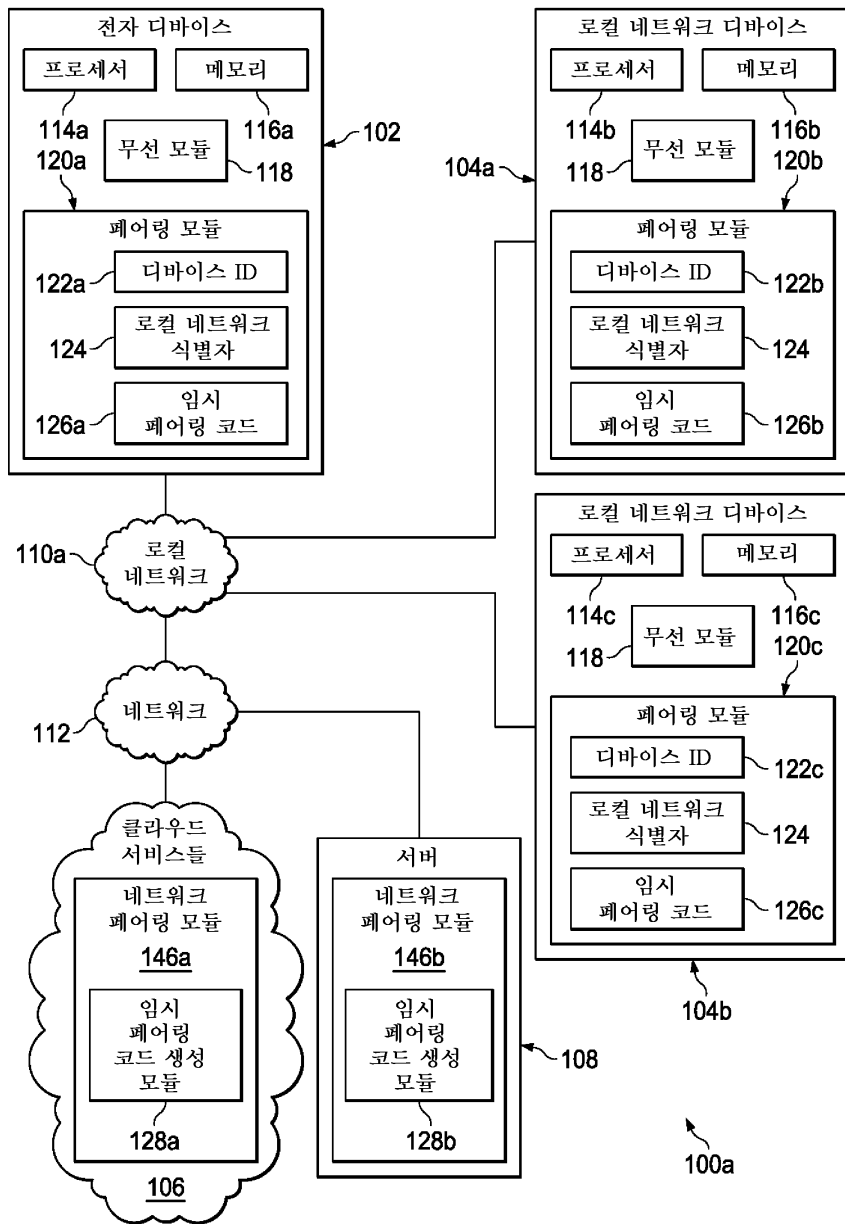 전자 디바이스
프로세서
메모리
114a
116a
102
120a
무선 모듈
118
페어링 모듈
122a
디바이스 ID
124
로컬 네트워크
식별자
126a
임시
페어링 코드
로컬 네트워크 디바이스
프로세서
메모리
114b
116b
104a
무선 모듈
118
120b
페어링 모듈
디바이스 ID
122b
로컬 네트워크
식별자
124
임시
페어링 코드
126b
110a
로컬
네트워크
로컬 네트워크 디바이스
프로세서
메모리
114c
116c
무선 모듈
118
120c
페어링 모듈
디바이스 ID
122c
로컬 네트워크
식별자
124
임시
페어링 코드
126c
104b
112
네트워크
클라우드
서비스들
네트워크
페어링 모듈
146a
임시
페어링
코드 생성
모듈
128a
106
서버
네트워크
페어링 모듈
146b
임시
페어링
코드 생성
모듈
128b
108
100a